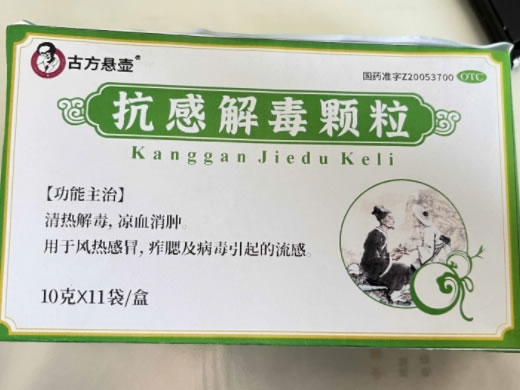 古方悬壶®
国药准字Z20053700 OTC
抗感解毒颗粒
Kanggan Jiedu Keli
【功能主治】
清热解毒,凉血消肿。
用于风热感冒,痄腮及病毒引起的流感。
10克X11袋/盒